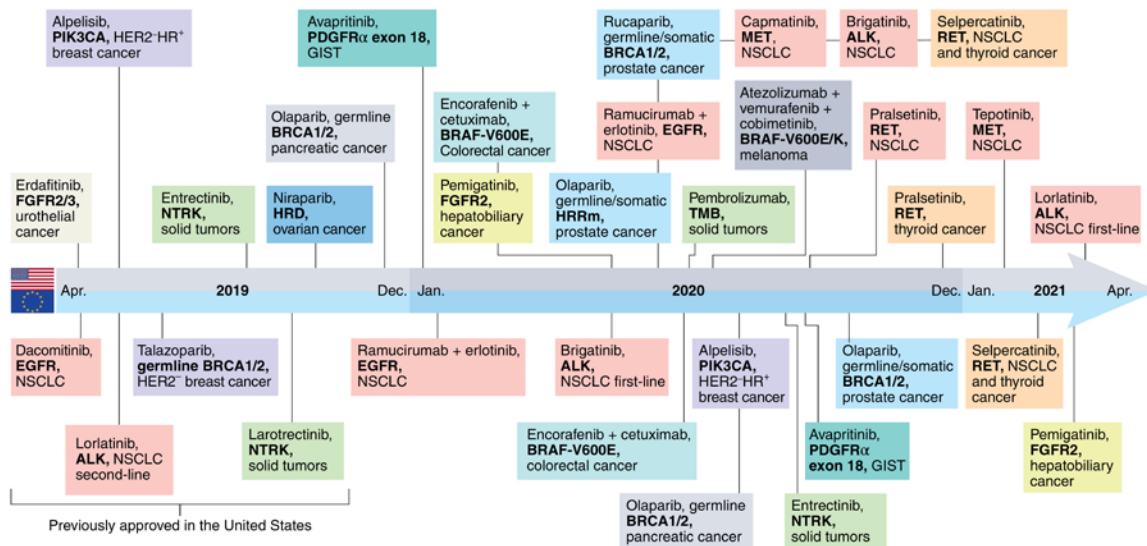 Alpelisib,
PIK3CA, HER2⁻HR⁺
breast cancer
Avapritinib,
PDGFRα exon 18,
GIST
Rucaparib,
germline/somatic
BRCA1/2,
prostate cancer
Capmatinib,
MET,
NSCLC
Brigatinib,
ALK,
NSCLC
Selpercatinib,
RET, NSCLC
and thyroid cancer
Olaparib, germline
BRCA1/2,
pancreatic cancer
Encorafenib +
cetuximab,
BRAF-V600E,
Colorectal cancer
Ramucirumab +
erlotinib, EGFR,
NSCLC
Atezolizumab +
vemurafenib +
cobimetinib,
BRAF-V600E/K,
melanoma
Pralsetinib,
RET,
NSCLC
Tepotinib,
MET,
NSCLC
Erdafitinib,
FGFR2/3,
urothelial
cancer
Entrectinib,
NTRK,
solid tumors
Niraparib,
HRD,
ovarian cancer
Pemigatinib,
FGFR2,
hepatobiliary
cancer
Olaparib,
germline/somatic
HRRm,
prostate cancer
Pembrolizumab,
TMB,
solid tumors
Pralsetinib,
RET,
thyroid cancer
Lorlatinib,
ALK,
NSCLC first-line
Apr. 2019 Dec. Jan. 2020 Dec. Jan. 2021 Apr.
Dacomitinib,
EGFR,
NSCLC
Talazoparib,
germline BRCA1/2,
HER2⁻ breast cancer
Ramucirumab + erlotinib,
EGFR,
NSCLC
Brigatinib,
ALK,
NSCLC first-line
Alpelisib,
PIK3CA,
HER2⁻HR⁺
breast cancer
Olaparib,
germline/somatic
BRCA1/2,
prostate cancer
Selpercatinib,
RET, NSCLC
and thyroid
cancer
Lorlatinib,
ALK, NSCLC
second-line
Larotrectinib,
NTRK,
solid tumors
Encorafenib + cetuximab,
BRAF-V600E,
colorectal cancer
Avapritinib,
PDGFRα
exon 18, GIST
Pemigatinib,
FGFR2,
hepatobiliary
cancer
Olaparib, germline
BRCA1/2,
pancreatic cancer
Entrectinib,
NTRK,
solid tumors
Previously approved in the United States